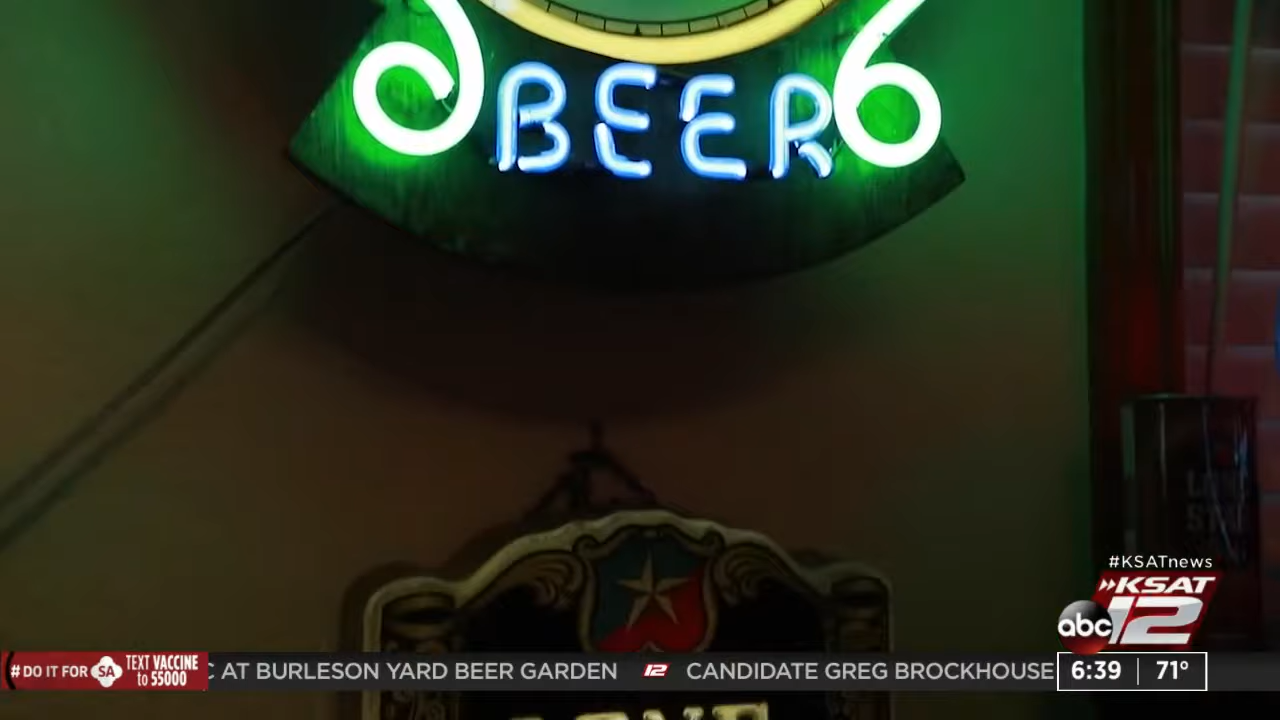 BEER
#KSATnews
KSAT
abc 12
#DO IT FOR SA TEXT VACCINE to 55000
C AT BURLESON YARD BEER GARDEN 12 CANDIDATE GREG BROCKHOUSE
6:39 71°